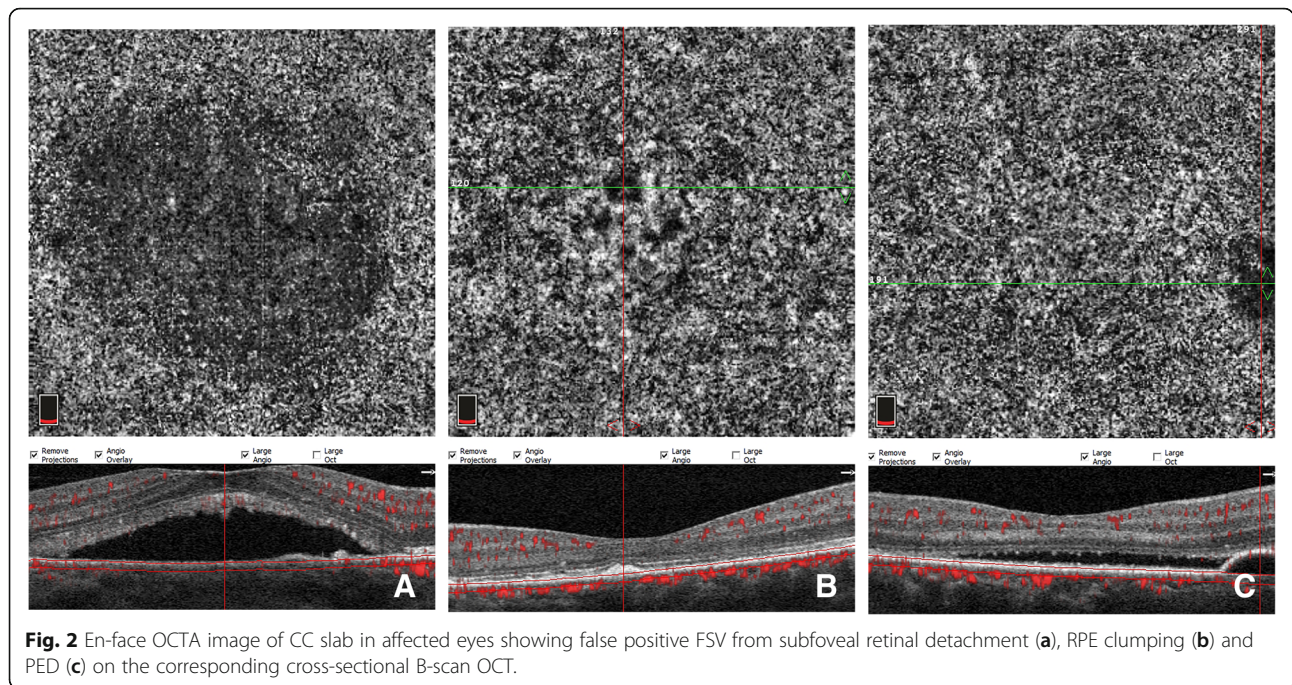 112
120
291
191
Remove Projections Angio Overlay Large Angio Large Oct
Remove Projections Angio Overlay Large Angio Large Oct
Remove Projections Angio Overlay Large Angio Large Oct
A
B
C
Fig. 2 En-face OCTA image of CC slab in affected eyes showing false positive FSV from subfoveal retinal detachment (a), RPE clumping (b) and
PED (c) on the corresponding cross-sectional B-scan OCT.